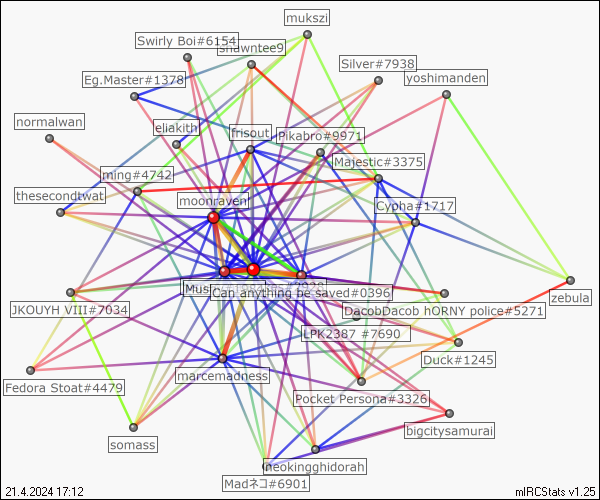 mukszi
Swirly Boi#6154
shawntee9
Silver#7938
Eg.Master#1378
yoshimanden
normalwan
eliakith
frisout
Pikabro#9971
Majestic#3375
ming#4742
thesecondtwat
moonraven
Cypha#1717
Can anything be saved#0396
zebula
JKOUYH VIII#7034
DacobDacob hORNY police#5271
LPK2387 #7690
Duck#1245
marcemadness
Fedora Stoat#4479
Pocket Persona#3326
bigcitysamurai
somass
neokingghidorah
Madネコ#6901
21.4.2024 17:12
mIRCStats v1.25